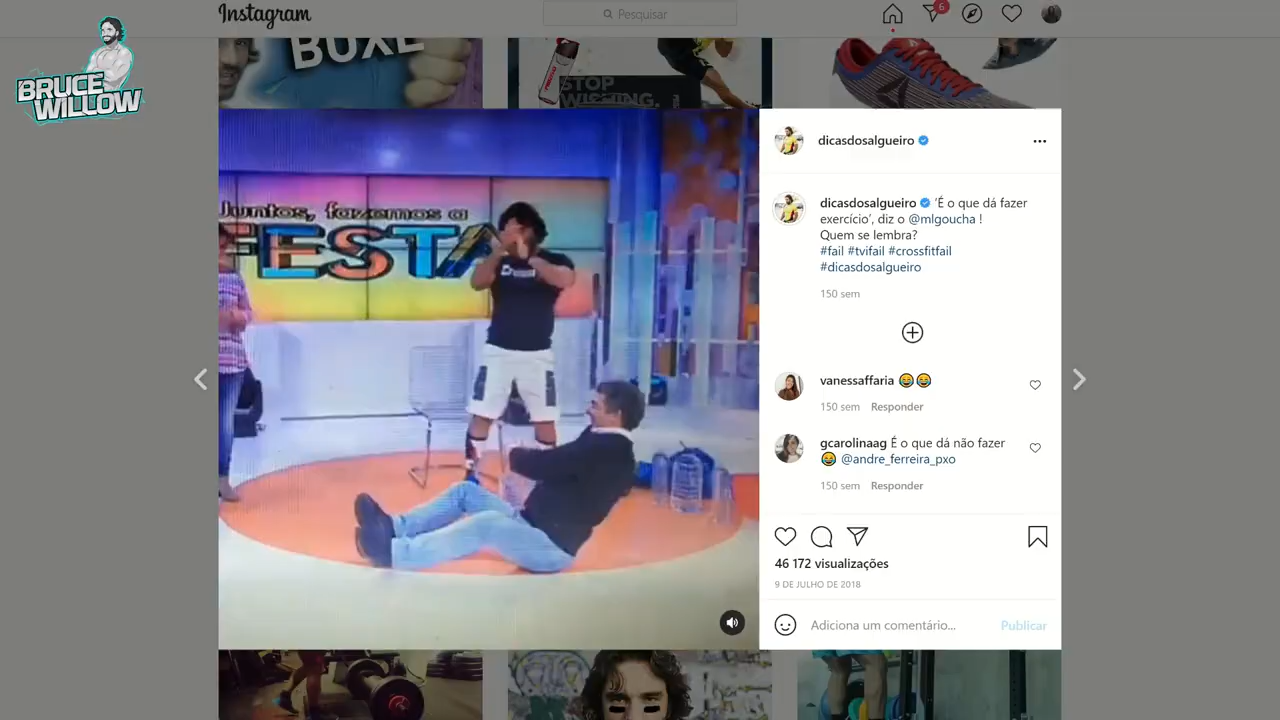 Instagram
Pesquisar
6
BRUCE
WILLOW
BOXE
STOP
WISHING.
Juntos, fazemos a
FESTA
dicasdosalgueiro
dicasdosalgueiro 'É o que dá fazer
exercício', diz o @mlgoucha !
Quem se lembra?
#fail #tvifail #crossfitfail
#dicasdosalgueiro
150 sem
vanessaffaria 😂😂
150 sem Responder
gcarolinaag É o que dá não fazer
😂 @andre_ferreira_pxo
150 sem Responder
46 172 visualizações
9 DE JULHO DE 2018
Adiciona um comentário...
Publicar